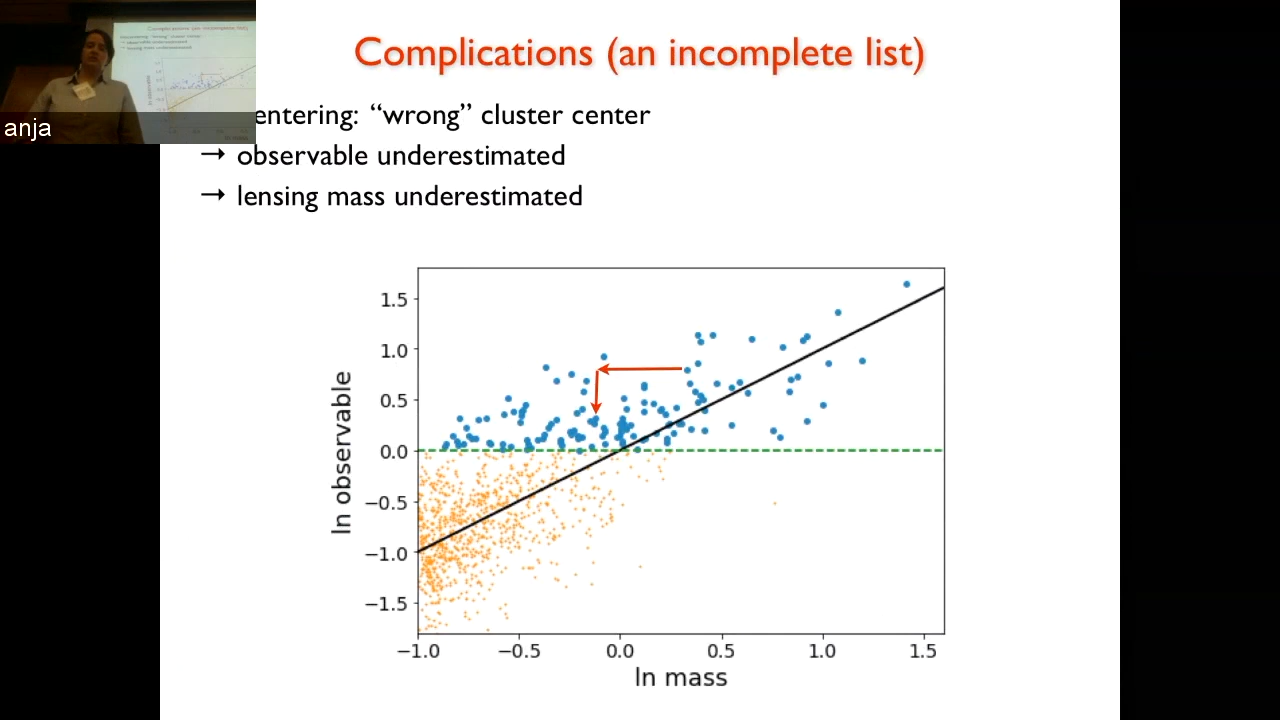 Complications (an incomplete list)
entering: “wrong” cluster center
→ observable underestimated
→ lensing mass underestimated
anja
ln observable
1.5
1.0
0.5
0.0
−0.5
−1.0
−1.5
−1.0 −0.5 0.0 0.5 1.0 1.5
ln mass